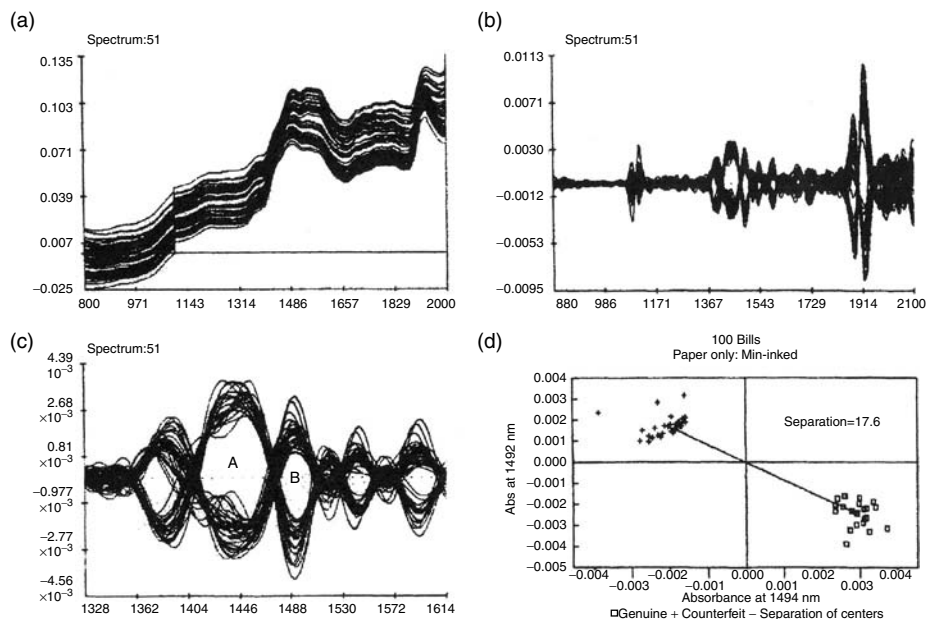 (a)
Spectrum:51
0.135
0.103
0.071
0.039
0.007
−0.025
800 971 1143 1314 1486 1657 1829 2000
(b)
Spectrum:51
0.0113
0.0071
0.0030
−0.0012
−0.0053
−0.0095
880 986 1171 1367 1543 1729 1914 2100
(c)
Spectrum:51
4.39
10⁻³
2.68
×10⁻³
0.81
×10⁻³
−0.977
×10⁻³
−2.77
×10⁻³
−4.56
×10⁻³
A
B
1328 1362 1404 1446 1488 1530 1572 1614
(d)
100 Bills
Paper only: Min-inked
Separation=17.6
Abs at 1492 nm
0.004
0.003
0.002
0.001
0.000
−0.001
−0.002
−0.003
−0.004
−0.005
−0.004 −0.002 0.000 0.002 0.004
−0.003 −0.001 0.001 0.003
Absorbance at 1494 nm
□Genuine + Counterfeit – Separation of centers